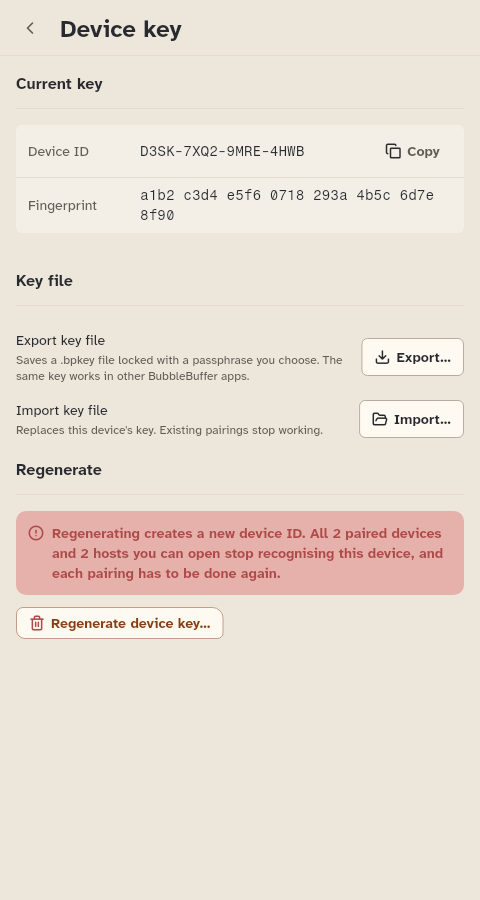 Device key
Current key
Device ID D3SK-7XQ2-9MRE-4HWB Copy
Fingerprint a1b2 c3d4 e5f6 0718 293a 4b5c 6d7e
8f90
Key file
Export key file
Saves a .bpkey file locked with a passphrase you choose. The
same key works in other BubbleBuffer apps.
Export...
Import key file
Replaces this device's key. Existing pairings stop working.
Import...
Regenerate
Regenerating creates a new device ID. All 2 paired devices
and 2 hosts you can open stop recognising this device, and
each pairing has to be done again.
Regenerate device key...